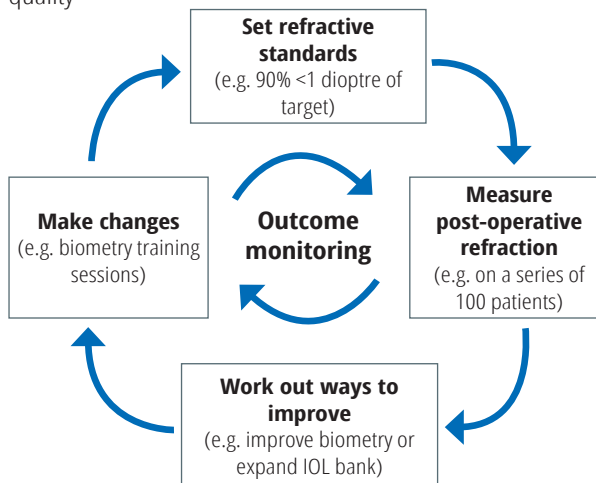 quality
Set refractive
standards
(e.g. 90% <1 dioptre of
target)
Measure
post-operative
refraction
(e.g. on a series of
100 patients)
Outcome
monitoring
Make changes
(e.g. biometry training
sessions)
Work out ways to
improve
(e.g. improve biometry or
expand IOL bank)